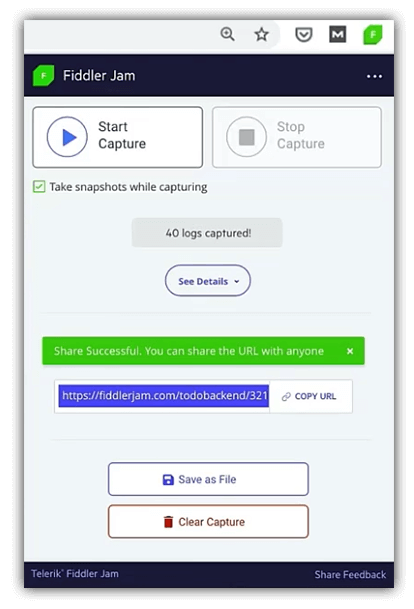 Fiddler Jam
Start
Capture
Stop
Capture
Take snapshots while capturing
40 logs captured!
See Details
Share Successful. You can share the URL with anyone
https://fiddlerjam.com/todobackend/321
COPY URL
Save as File
Clear Capture
Telerik® Fiddler Jam
Share Feedback